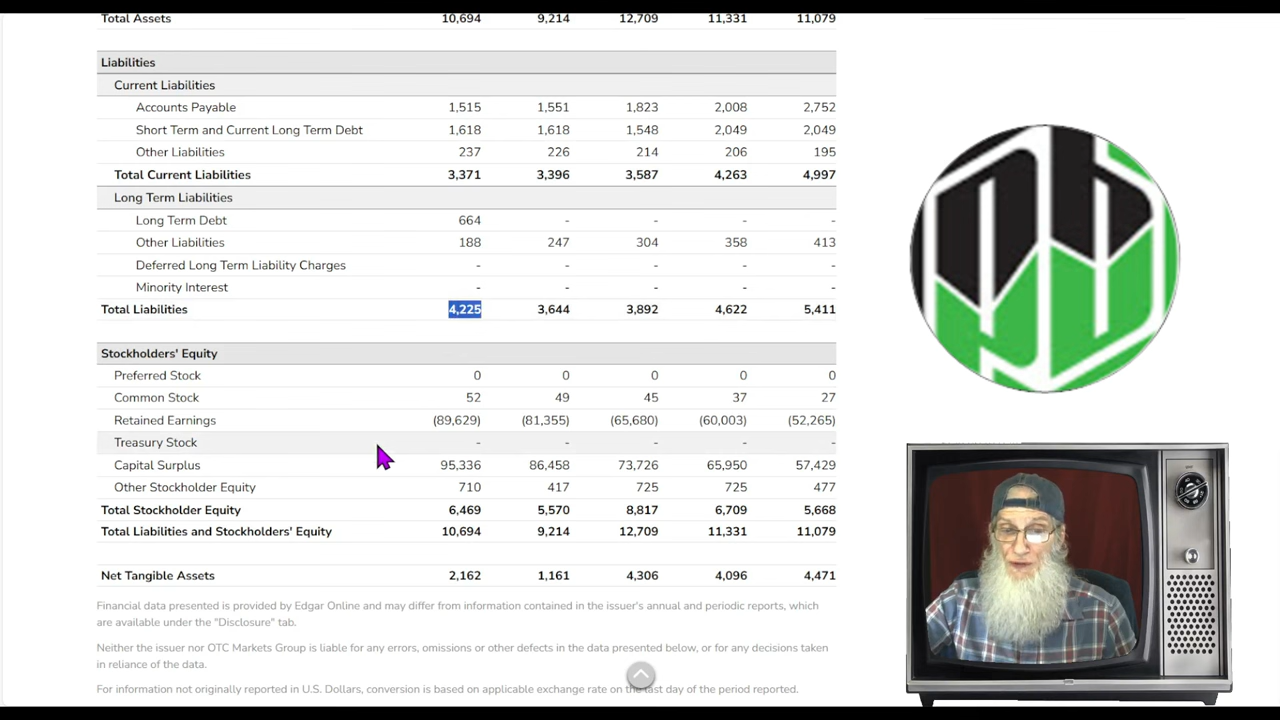 Total Assets 10,694 9,214 12,709 11,331 11,079
Liabilities
Current Liabilities
Accounts Payable 1,515 1,551 1,823 2,008 2,752
Short Term and Current Long Term Debt 1,618 1,618 1,548 2,049 2,049
Other Liabilities 237 226 214 206 195
Total Current Liabilities 3,371 3,396 3,587 4,263 4,997
Long Term Liabilities
Long Term Debt 664 - - - -
Other Liabilities 188 247 304 358 413
Deferred Long Term Liability Charges - - - - -
Minority Interest - - - - -
Total Liabilities 4,225 3,644 3,892 4,622 5,411
Stockholders' Equity
Preferred Stock 0 0 0 0 0
Common Stock 52 49 45 37 27
Retained Earnings (89,629) (81,355) (65,680) (60,003) (52,265)
Treasury Stock - - - - -
Capital Surplus 95,336 86,458 73,726 65,950 57,429
Other Stockholder Equity 710 417 725 725 477
Total Stockholder Equity 6,469 5,570 8,817 6,709 5,668
Total Liabilities and Stockholders' Equity 10,694 9,214 12,709 11,331 11,079
Net Tangible Assets 2,162 1,161 4,306 4,096 4,471
Financial data presented is provided by Edgar Online and may differ from information contained in the issuer's annual and periodic reports, which
are available under the "Disclosure" tab.
Neither the issuer nor OTC Markets Group is liable for any errors, omissions or other defects in the data presented below, or for any decisions taken
in reliance of the data.
For information not originally reported in U.S. Dollars, conversion is based on applicable exchange rate on the last day of the period reported.